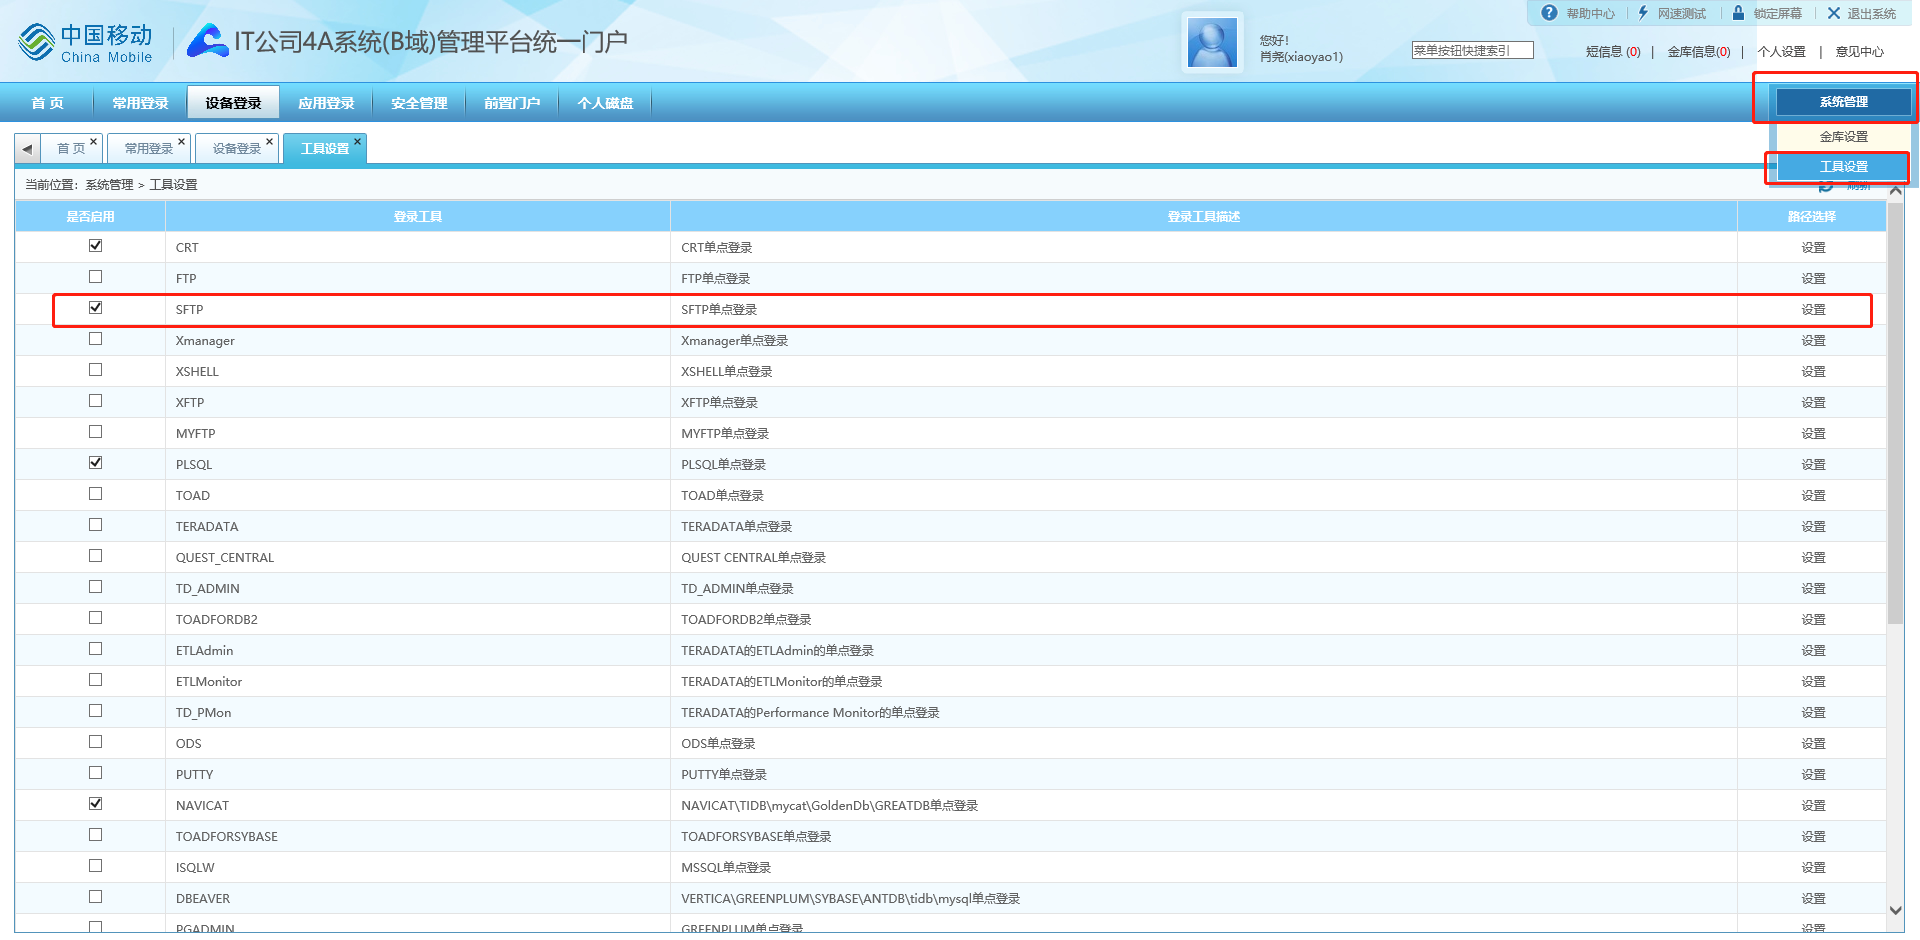 帮助中心 网速测试 锁定屏幕 退出系统
中国移动
China Mobile
IT公司4A系统(B域)管理平台统一门户
您好!
肖尧(xiaoyao1)
菜单按钮快捷索引
短信息 (0) | 金库信息(0) | 个人设置 | 意见中心
首 页 常用登录 设备登录 应用登录 安全管理 前置门户 个人磁盘 系统管理
金库设置
工具设置
首 页 常用登录 设备登录 工具设置
当前位置：系统管理 > 工具设置 刷新
是否启用 登录工具 登录工具描述 路径选择
CRT CRT单点登录 设置
FTP FTP单点登录 设置
SFTP SFTP单点登录 设置
Xmanager Xmanager单点登录 设置
XSHELL XSHELL单点登录 设置
XFTP XFTP单点登录 设置
MYFTP MYFTP单点登录 设置
PLSQL PLSQL单点登录 设置
TOAD TOAD单点登录 设置
TERADATA TERADATA单点登录 设置
QUEST_CENTRAL QUEST CENTRAL单点登录 设置
TD_ADMIN TD_ADMIN单点登录 设置
TOADFORDB2 TOADFORDB2单点登录 设置
ETLAdmin TERADATA的ETLAdmin的单点登录 设置
ETLMonitor TERADATA的ETLMonitor的单点登录 设置
TD_PMon TERADATA的Performance Monitor的单点登录 设置
ODS ODS单点登录 设置
PUTTY PUTTY单点登录 设置
NAVICAT NAVICAT\TIDB\mycat\GoldenDb\GREATDB单点登录 设置
TOADFORSYBASE TOADFORSYBASE单点登录 设置
ISQLW MSSQL单点登录 设置
DBEAVER VERTICA\GREENPLUM\SYBASE\ANTDB\tidb\mysql单点登录 设置
PGADMIN GREENPLUM单点登录 设置